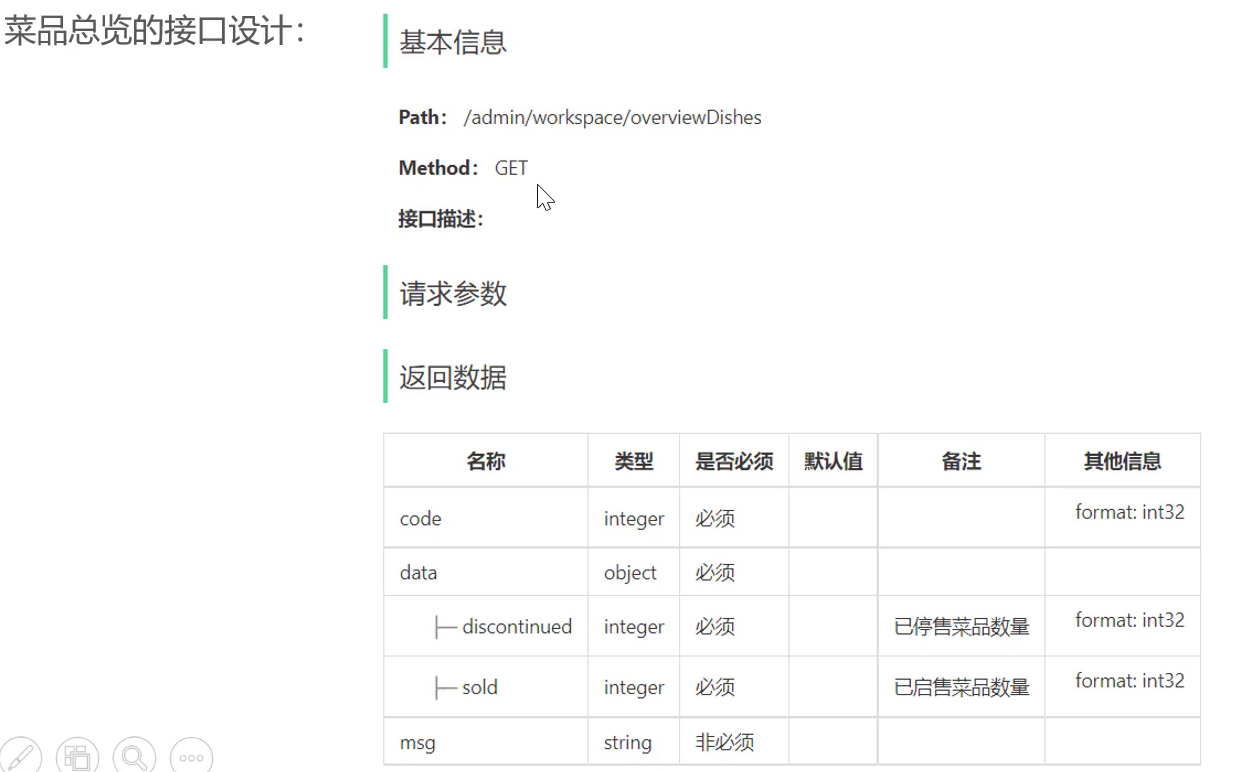 菜品总览的接口设计：
基本信息
Path： /admin/workspace/overviewDishes
Method： GET
接口描述：
请求参数
返回数据
名称 类型 是否必须 默认值 备注 其他信息
code integer 必须 format: int32
data object 必须
├─ discontinued integer 必须 已停售菜品数量 format: int32
├─ sold integer 必须 已启售菜品数量 format: int32
msg string 非必须